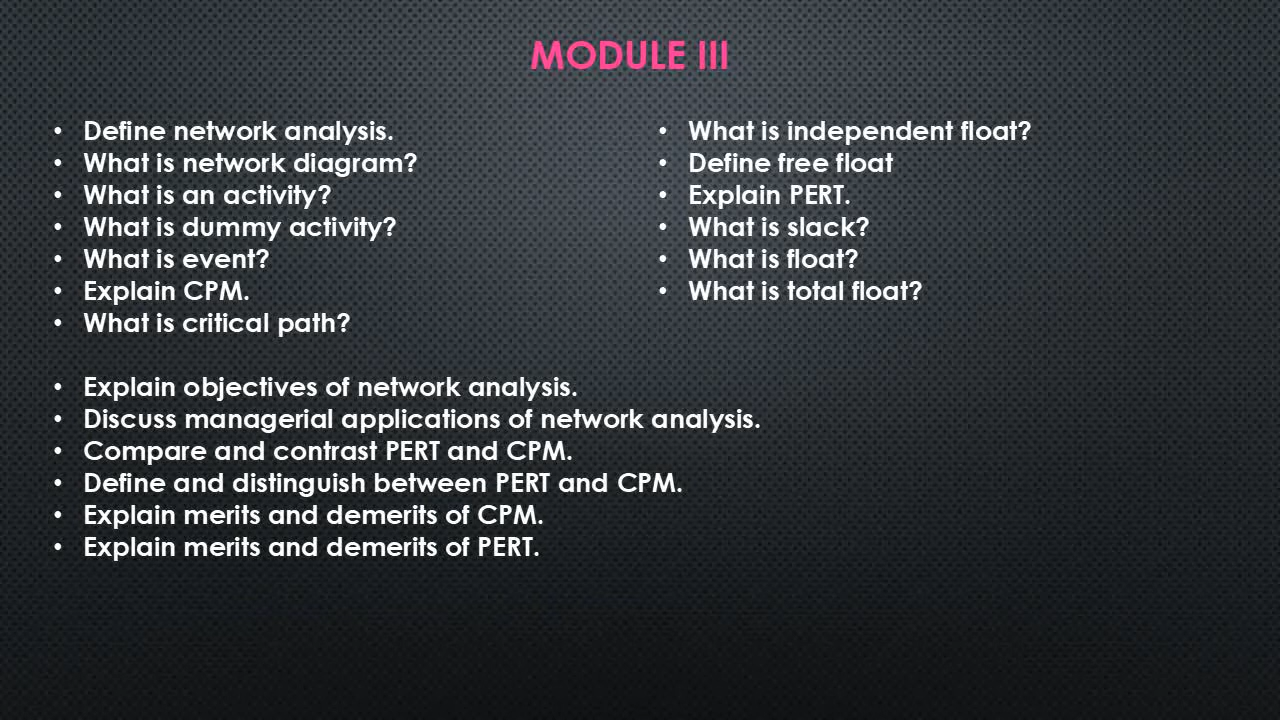 MODULE III
• Define network analysis.
• What is network diagram?
• What is an activity?
• What is dummy activity?
• What is event?
• Explain CPM.
• What is critical path?
• What is independent float?
• Define free float
• Explain PERT.
• What is slack?
• What is float?
• What is total float?
• Explain objectives of network analysis.
• Discuss managerial applications of network analysis.
• Compare and contrast PERT and CPM.
• Define and distinguish between PERT and CPM.
• Explain merits and demerits of CPM.
• Explain merits and demerits of PERT.